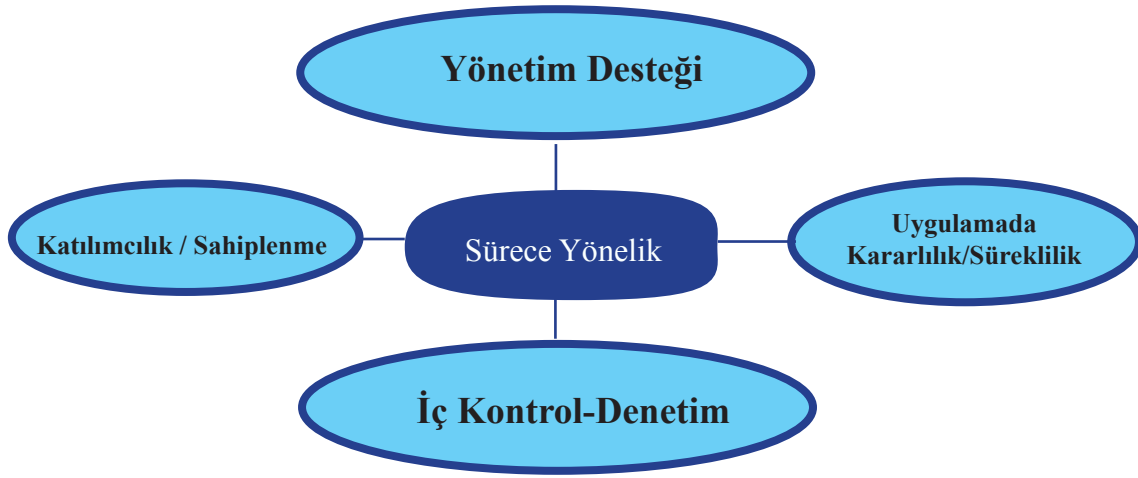 Yönetim Desteği
Katılımcılık / Sahiplenme
Sürece Yönelik
Uygulamada
Kararlılık/Süreklilik
İç Kontrol-Denetim